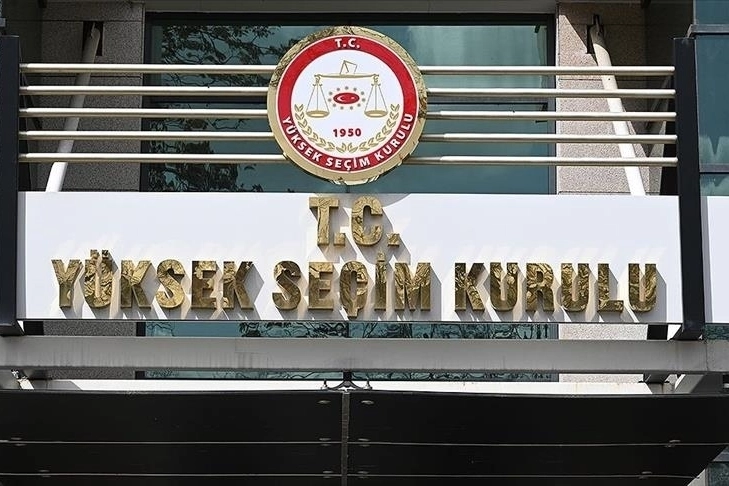 T.C.
1950
YÜKSEK SEÇİM KURULU
T.C.
YÜKSEK SEÇİM KURULU